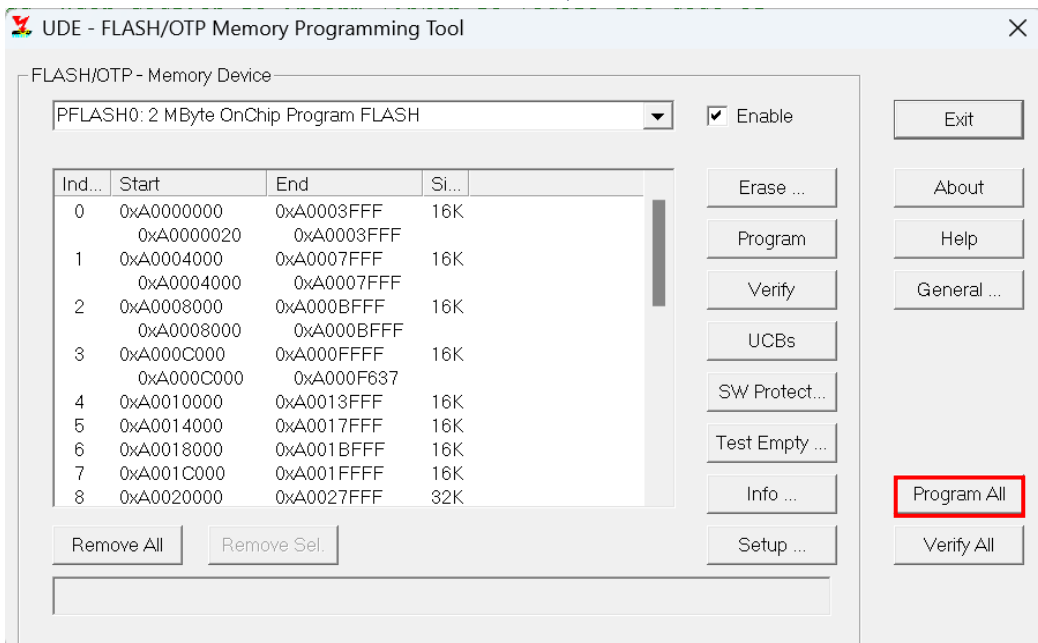 UDE - FLASH/OTP Memory Programming Tool
FLASH/OTP - Memory Device
PFLASH0: 2 MByte OnChip Program FLASH
Enable
Exit
Ind... Start End Si...
0 0xA0000000 0xA0003FFF 16K
0xA0000020 0xA0003FFF
1 0xA0004000 0xA0007FFF 16K
0xA0004000 0xA0007FFF
2 0xA0008000 0xA000BFFF 16K
0xA0008000 0xA000BFFF
3 0xA000C000 0xA000FFFF 16K
0xA000C000 0xA000F637
4 0xA0010000 0xA0013FFF 16K
5 0xA0014000 0xA0017FFF 16K
6 0xA0018000 0xA001BFFF 16K
7 0xA001C000 0xA001FFFF 16K
8 0xA0020000 0xA0027FFF 32K
Erase ...
Program
Verify
UCBs
SW Protect...
Test Empty ...
Info ...
Setup ...
About
Help
General ...
Program All
Verify All
Remove All
Remove Sel.